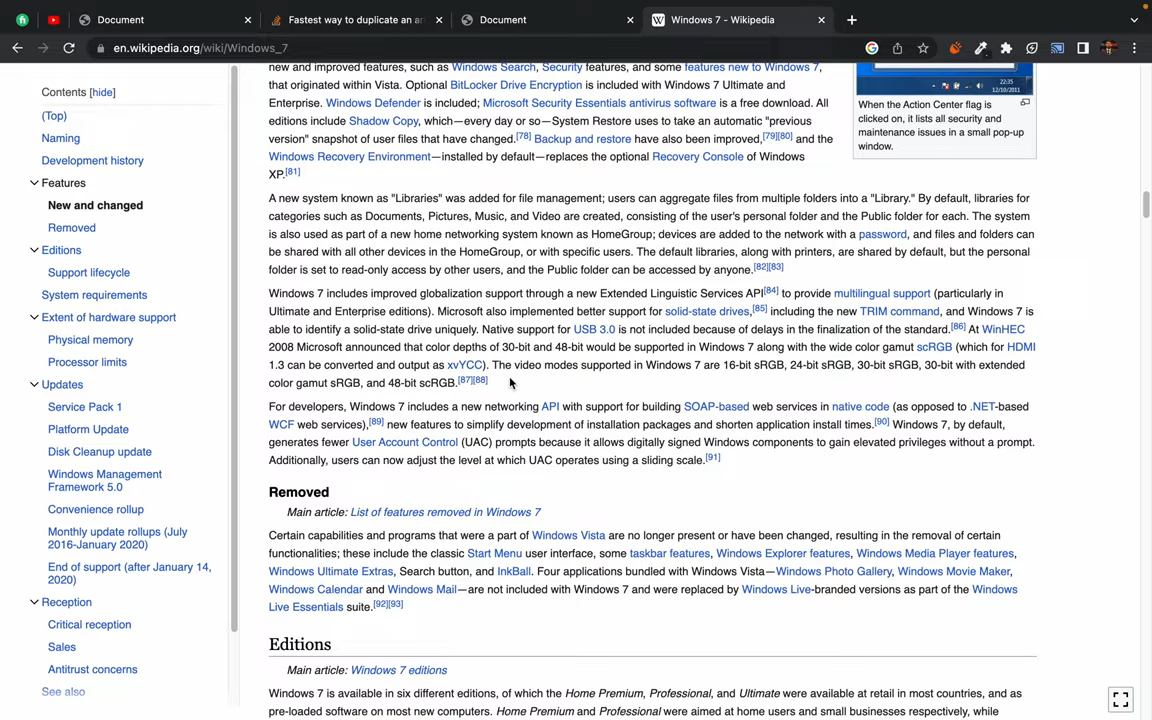 Document
Fastest way to duplicate an ar
Document
Windows 7 - Wikipedia
en.wikipedia.org/wiki/Windows_7
Contents [hide]
(Top)
Naming
Development history
Features
New and changed
Removed
Editions
Support lifecycle
System requirements
Extent of hardware support
Physical memory
Processor limits
Updates
Service Pack 1
Platform Update
Disk Cleanup update
Windows Management
Framework 5.0
Convenience rollup
Monthly update rollups (July
2016-January 2020)
End of support (after January 14,
2020)
Reception
Critical reception
Sales
Antitrust concerns
See also
new and improved features, such as Windows Search, Security features, and some features new to Windows 7,
that originated within Vista. Optional BitLocker Drive Encryption is included with Windows 7 Ultimate and
Enterprise. Windows Defender is included; Microsoft Security Essentials antivirus software is a free download. All
editions include Shadow Copy, which—every day or so—System Restore uses to take an automatic "previous
version" snapshot of user files that have changed.[78] Backup and restore have also been improved,[79][80] and the
Windows Recovery Environment—installed by default—replaces the optional Recovery Console of Windows
XP.[81]
22:35
12/10/2011
When the Action Center flag is
clicked on, it lists all security and
maintenance issues in a small pop-up
window.
A new system known as "Libraries" was added for file management; users can aggregate files from multiple folders into a "Library." By default, libraries for
categories such as Documents, Pictures, Music, and Video are created, consisting of the user's personal folder and the Public folder for each. The system
is also used as part of a new home networking system known as HomeGroup; devices are added to the network with a password, and files and folders can
be shared with all other devices in the HomeGroup, or with specific users. The default libraries, along with printers, are shared by default, but the personal
folder is set to read-only access by other users, and the Public folder can be accessed by anyone.[82][83]
Windows 7 includes improved globalization support through a new Extended Linguistic Services API[84] to provide multilingual support (particularly in
Ultimate and Enterprise editions). Microsoft also implemented better support for solid-state drives,[85] including the new TRIM command, and Windows 7 is
able to identify a solid-state drive uniquely. Native support for USB 3.0 is not included because of delays in the finalization of the standard.[86] At WinHEC
2008 Microsoft announced that color depths of 30-bit and 48-bit would be supported in Windows 7 along with the wide color gamut scRGB (which for HDMI
1.3 can be converted and output as xvYCC). The video modes supported in Windows 7 are 16-bit sRGB, 24-bit sRGB, 30-bit sRGB, 30-bit with extended
color gamut sRGB, and 48-bit scRGB.[87][88]
For developers, Windows 7 includes a new networking API with support for building SOAP-based web services in native code (as opposed to .NET-based
WCF web services),[89] new features to simplify development of installation packages and shorten application install times.[90] Windows 7, by default,
generates fewer User Account Control (UAC) prompts because it allows digitally signed Windows components to gain elevated privileges without a prompt.
Additionally, users can now adjust the level at which UAC operates using a sliding scale.[91]
Removed
Main article: List of features removed in Windows 7
Certain capabilities and programs that were a part of Windows Vista are no longer present or have been changed, resulting in the removal of certain
functionalities; these include the classic Start Menu user interface, some taskbar features, Windows Explorer features, Windows Media Player features,
Windows Ultimate Extras, Search button, and InkBall. Four applications bundled with Windows Vista—Windows Photo Gallery, Windows Movie Maker,
Windows Calendar and Windows Mail—are not included with Windows 7 and were replaced by Windows Live-branded versions as part of the Windows
Live Essentials suite.[92][93]
Editions
Main article: Windows 7 editions
Windows 7 is available in six different editions, of which the Home Premium, Professional, and Ultimate were available at retail in most countries, and as
pre-loaded software on most new computers. Home Premium and Professional were aimed at home users and small businesses respectively, while